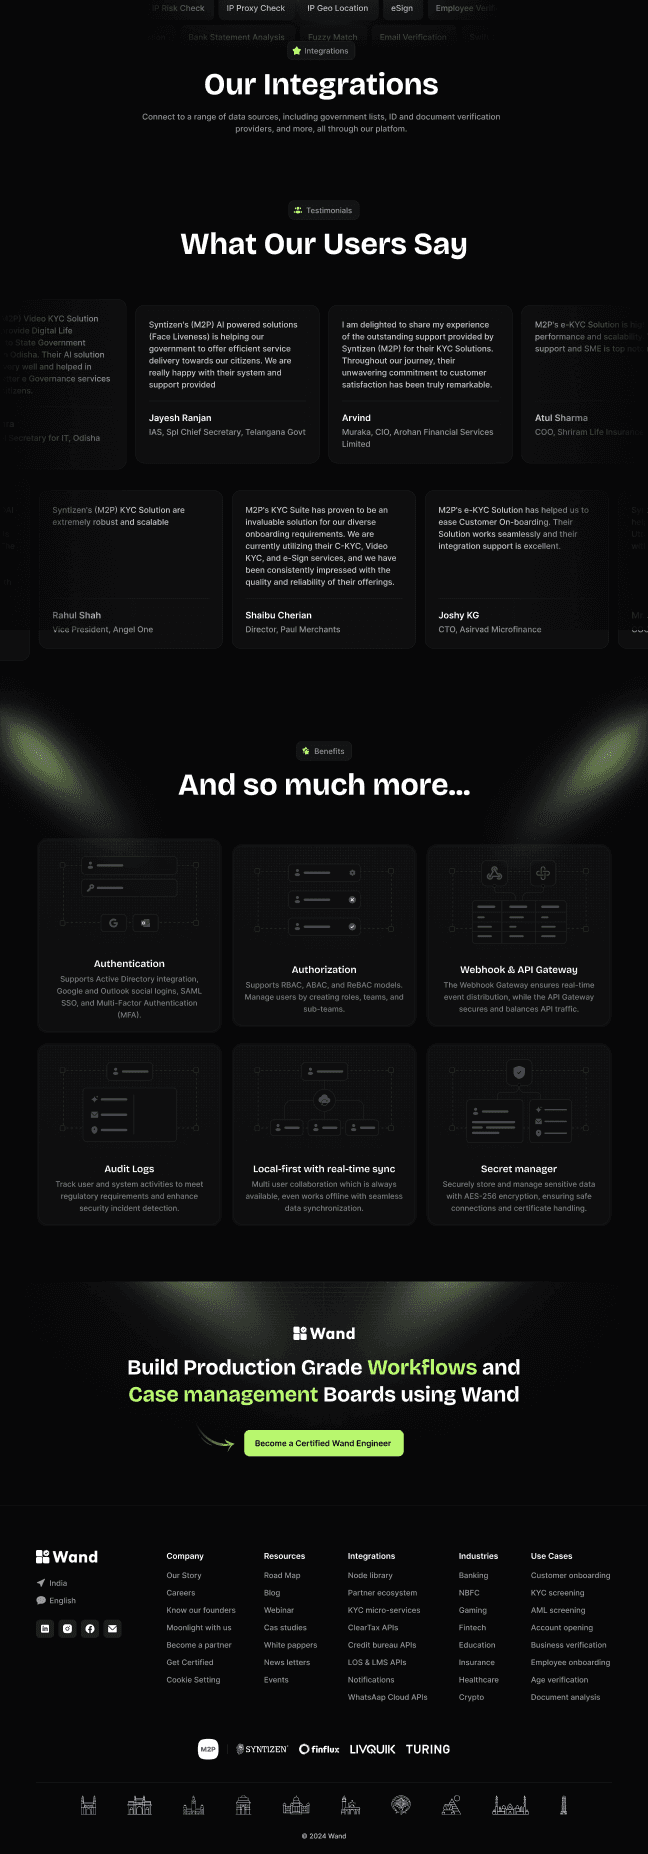 IP Risk Check
IP Proxy Check
IP Geo Location
eSign
Employee
Bank Statement Analysis
Fuzzy Match
Email Verification
Integrations
Our Integrations
Connect to a range of data sources, including government lists, ID and document verification
providers, and more, all through our platfom.
Testimonials
What Our Users Say
Video KYC Solution
Digital Life
State Government
Odisha. Their AI solution
very well and helped in
e Governance services
Secretary for IT, Odisha
Syntizen's (M2P) AI powered solutions
(Face Liveness) is helping our
government to offer efficient service
delivery towards our citizens. We are
really happy with their system and
support provided
Jayesh Ranjan
IAS, Spl Chief Secretary, Telangana Govt
I am delighted to share my experience
of the outstanding support provided by
Syntizen (M2P) for their KYC Solutions.
Throughout our journey, their
unwavering commitment to customer
satisfaction has been truly remarkable.
Arvind
Muraka, CIO, Arohan Financial Services
Limited
M2P's e-KYC Solution is
performance and scalability
support and SME is top
Atul Sharma
COO, Shriram Life
Syntizen's (M2P) KYC Solution are
extremely robust and scalable
Rahul Shah
Vice President, Angel One
M2P's KYC Suite has proven to be an
invaluable solution for our diverse
onboarding requirements. We are
currently utilizing their C-KYC, Video
KYC, and e-Sign services, and we have
been consistently impressed with the
quality and reliability of their offerings.
Shaibu Cherian
Director, Paul Merchants
M2P's e-KYC Solution has helped us to
ease Customer On-boarding. Their
Solution works seamlessly and their
integration support is excellent.
Joshy KG
CTO, Asirvad Microfinance
Benefits
And so much more...
Authentication
Supports Active Directory integration,
Google and Outlook social logins, SAML
SSO, and Multi-Factor Authentication
(MFA).
Authorization
Supports RBAC, ABAC, and ReBAC models.
Manage users by creating roles, teams, and
sub-teams.
Webhook & API Gateway
The Webhook Gateway ensures real-time
event distribution, while the API Gateway
secures and balances API traffic.
Audit Logs
Track user and system activities to meet
regulatory requirements and enhance
security incident detection.
Local-first with real-time sync
Multi user collaboration which is always
available, even works offline with seamless
data synchronization.
Secret manager
Securely store and manage sensitive data
with AES-256 encryption, ensuring safe
connections and certificate handling.
Wand
Build Production Grade Workflows and
Case management Boards using Wand
Become a Certified Wand Engineer
Wand
India
English
Company
Our Story
Careers
Know our founders
Moonlight with us
Become a partner
Get Certified
Cookie Setting
Resources
Road Map
Blog
Webinar
Cas studies
White pappers
News letters
Events
Integrations
Node library
Partner ecosystem
KYC micro-services
ClearTax APIs
Credit bureau APIs
LOS & LMS APIs
Notifications
WhatsAap Cloud APIs
Industries
Banking
NBFC
Gaming
Fintech
Education
Insurance
Healthcare
Crypto
Use Cases
Customer onboarding
KYC screening
AML screening
Account opening
Business verification
Employee onboarding
Age verification
Document analysis
M2P
SYNTIZEN
finflux
LIVQUIK
TURING
© 2024 Wand